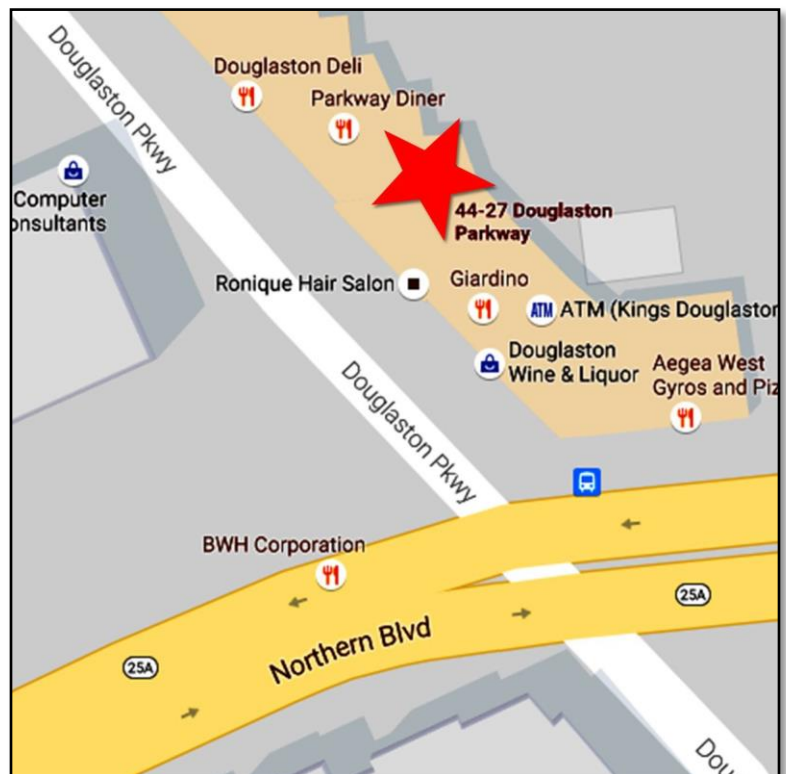 Douglaston Pkwy
Douglaston Deli
Parkway Diner
Computer
onsultants
44-27 Douglaston
Parkway
Ronique Hair Salon
Giardino
ATM
ATM (Kings Douglaston
Douglaston
Wine & Liquor
Aegea West
Gyros and Piz
Douglaston Pkwy
BWH Corporation
25A
Northern Blvd
25A
Dou